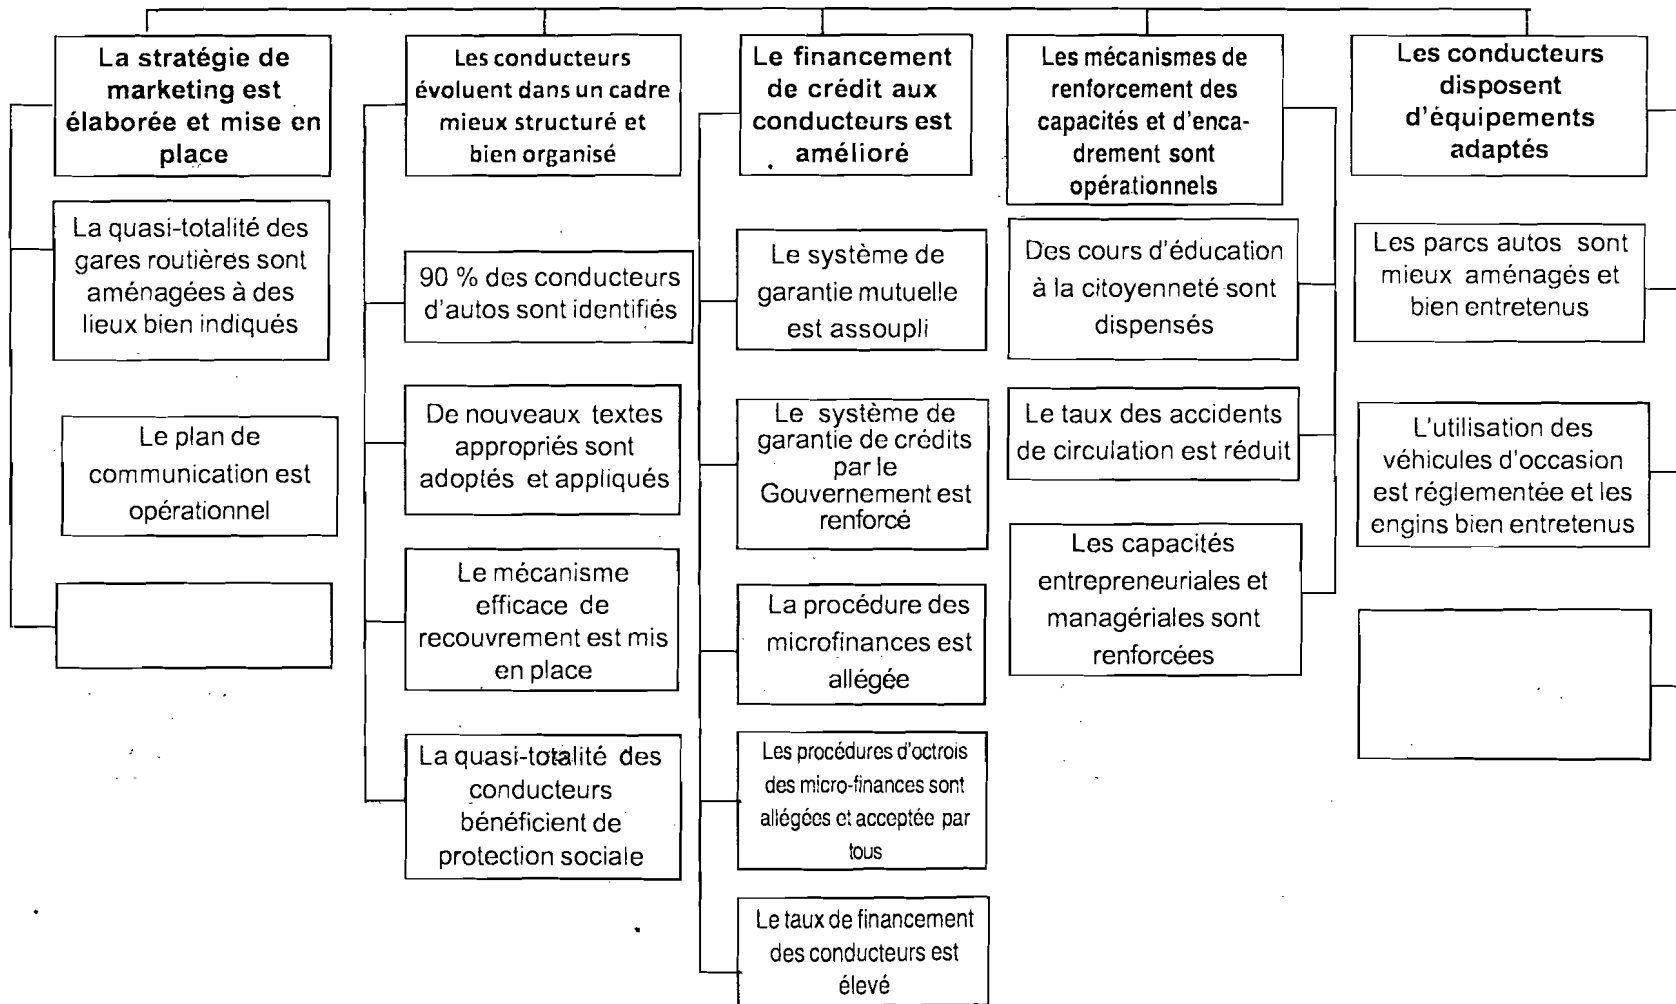 La stratégie de
marketing est
élaborée et mise en
place
La quasi-totalité des
gares routières sont
aménagées à des
lieux bien indiqués
Le plan de
communication est
opérationnel
Les conducteurs
évoluent dans un cadre
mieux structuré et
bien organisé
90 % des conducteurs
d'autos sont identifiés
De nouveaux textes
appropriés sont
adoptés et appliqués
Le mécanisme
efficace de
recouvrement est mis
en place
La quasi-totalité des
conducteurs
bénéficient de
protection sociale
Le financement
de crédit aux
conducteurs est
amélioré
Le système de
garantie mutuelle
est assoupli
Le système de
garantie de crédits
par le
Gouvernement est
renforcé
La procédure des
microfinances est
allégée
Les procédures d'octrois
des micro-finances sont
allégées et acceptée par
tous
Le taux de financement
des conducteurs est
élevé
Les mécanismes de
renforcement des
capacités et d'enca-
drement sont
opérationnels
Des cours d'éducation
à la citoyenneté sont
dispensés
Le taux des accidents
de circulation est réduit
Les capacités
entrepreneuriales et
managériales sont
renforcées
Les conducteurs
disposent
d'équipements
adaptés
Les parcs autos sont
mieux aménagés et
bien entretenus
L'utilisation des
véhicules d'occasion
est réglementée et les
engins bien entretenus